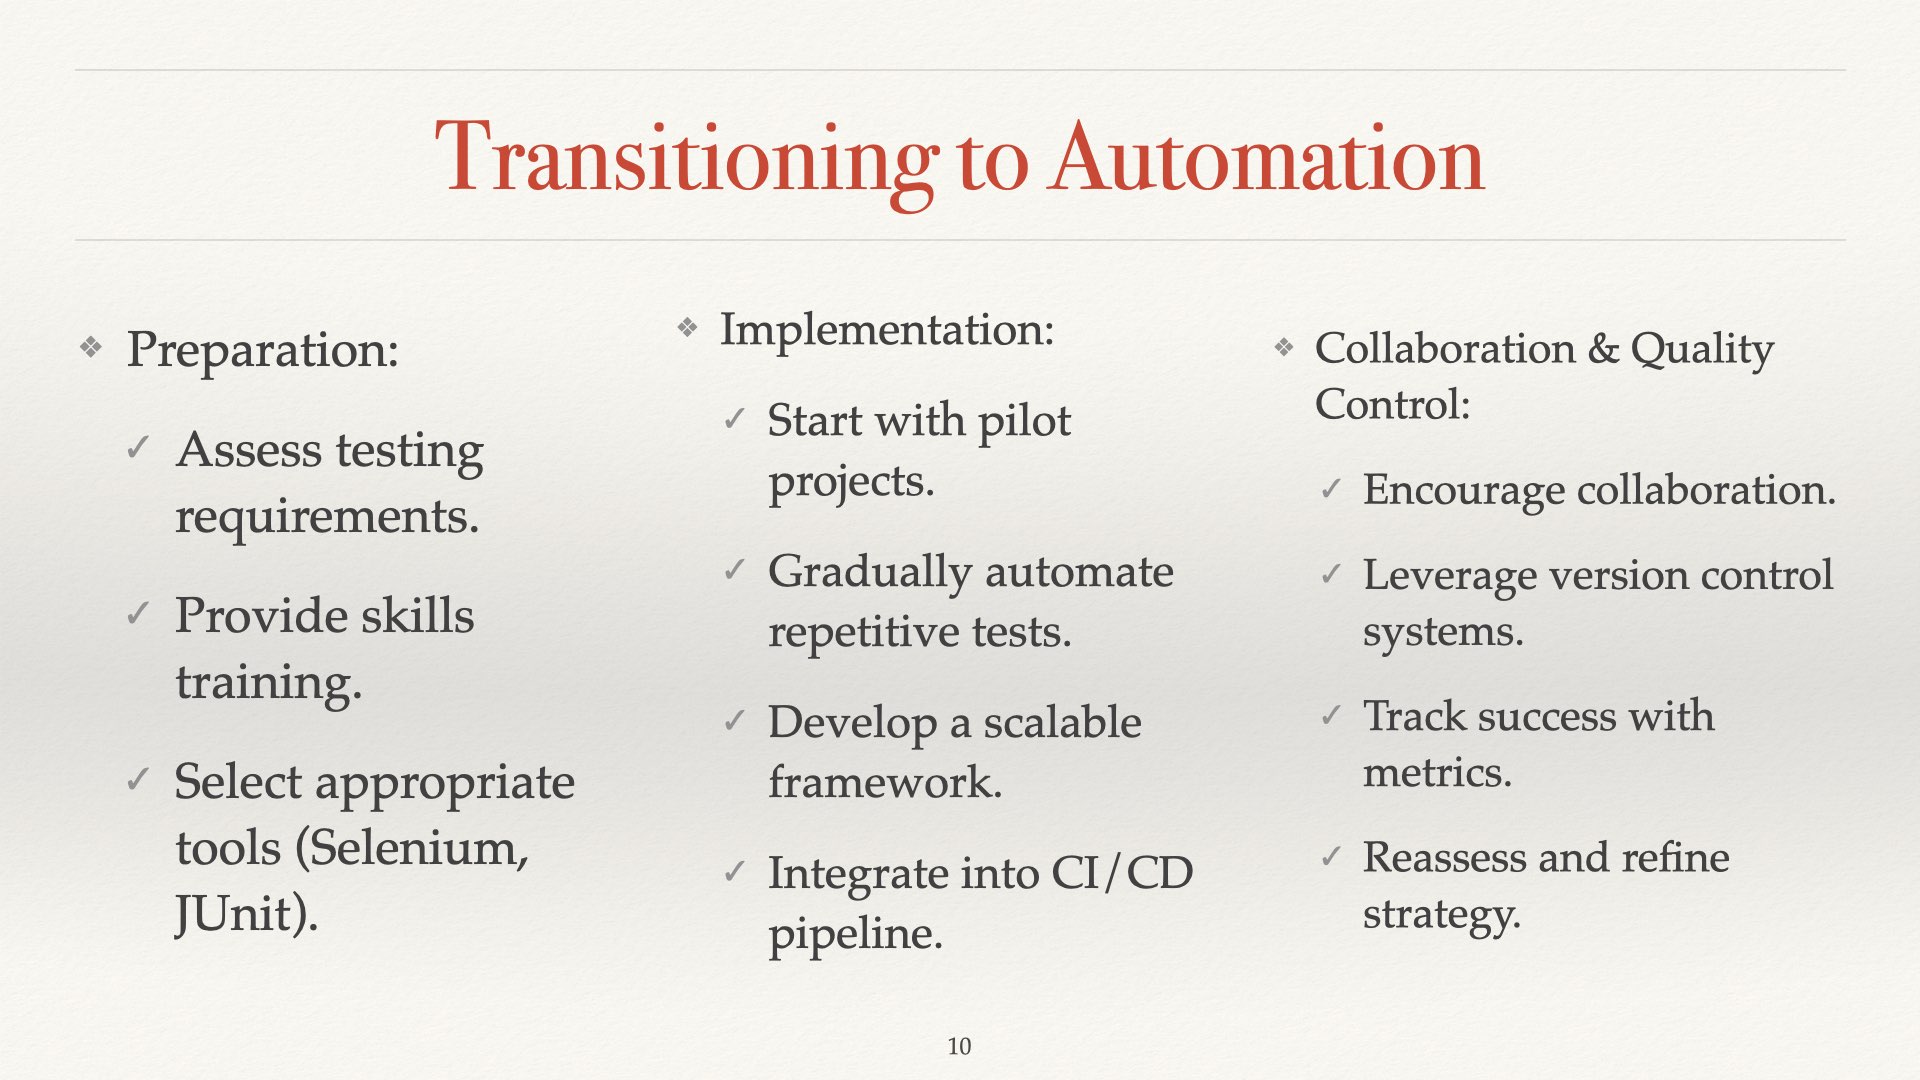 Transitioning to Automation
❖ Preparation:
✓ Assess testing
requirements.
✓ Provide skills
training.
✓ Select appropriate
tools (Selenium,
JUnit).
❖ Implementation:
✓ Start with pilot
projects.
✓ Gradually automate
repetitive tests.
✓ Develop a scalable
framework.
✓ Integrate into CI/CD
pipeline.
❖ Collaboration & Quality
Control:
✓ Encourage collaboration.
✓ Leverage version control
systems.
✓ Track success with
metrics.
✓ Reassess and refine
strategy.
10